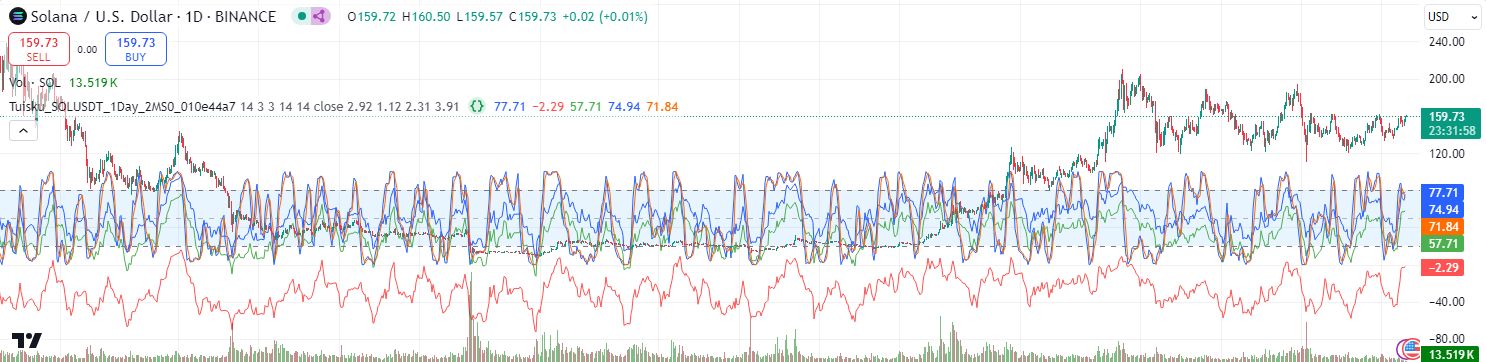 Solana / U.S. Dollar · 1D · BINANCE O159.72 H160.50 L159.57 C159.73 +0.02 (+0.01%)
USD
159.73 SELL 0.00 159.73 BUY
Vol · SOL 13.519 K
Tuisku_SOLUSDT_1Day_2MS0_010e44a7 14 3 3 14 14 close 2.92 1.12 2.31 3.91 77.71 −2.29 57.71 74.94 71.84
240.00
200.00
159.73
23:31:58
120.00
77.71
74.94
71.84
57.71
−2.29
−40.00
−80.00
13.519 K